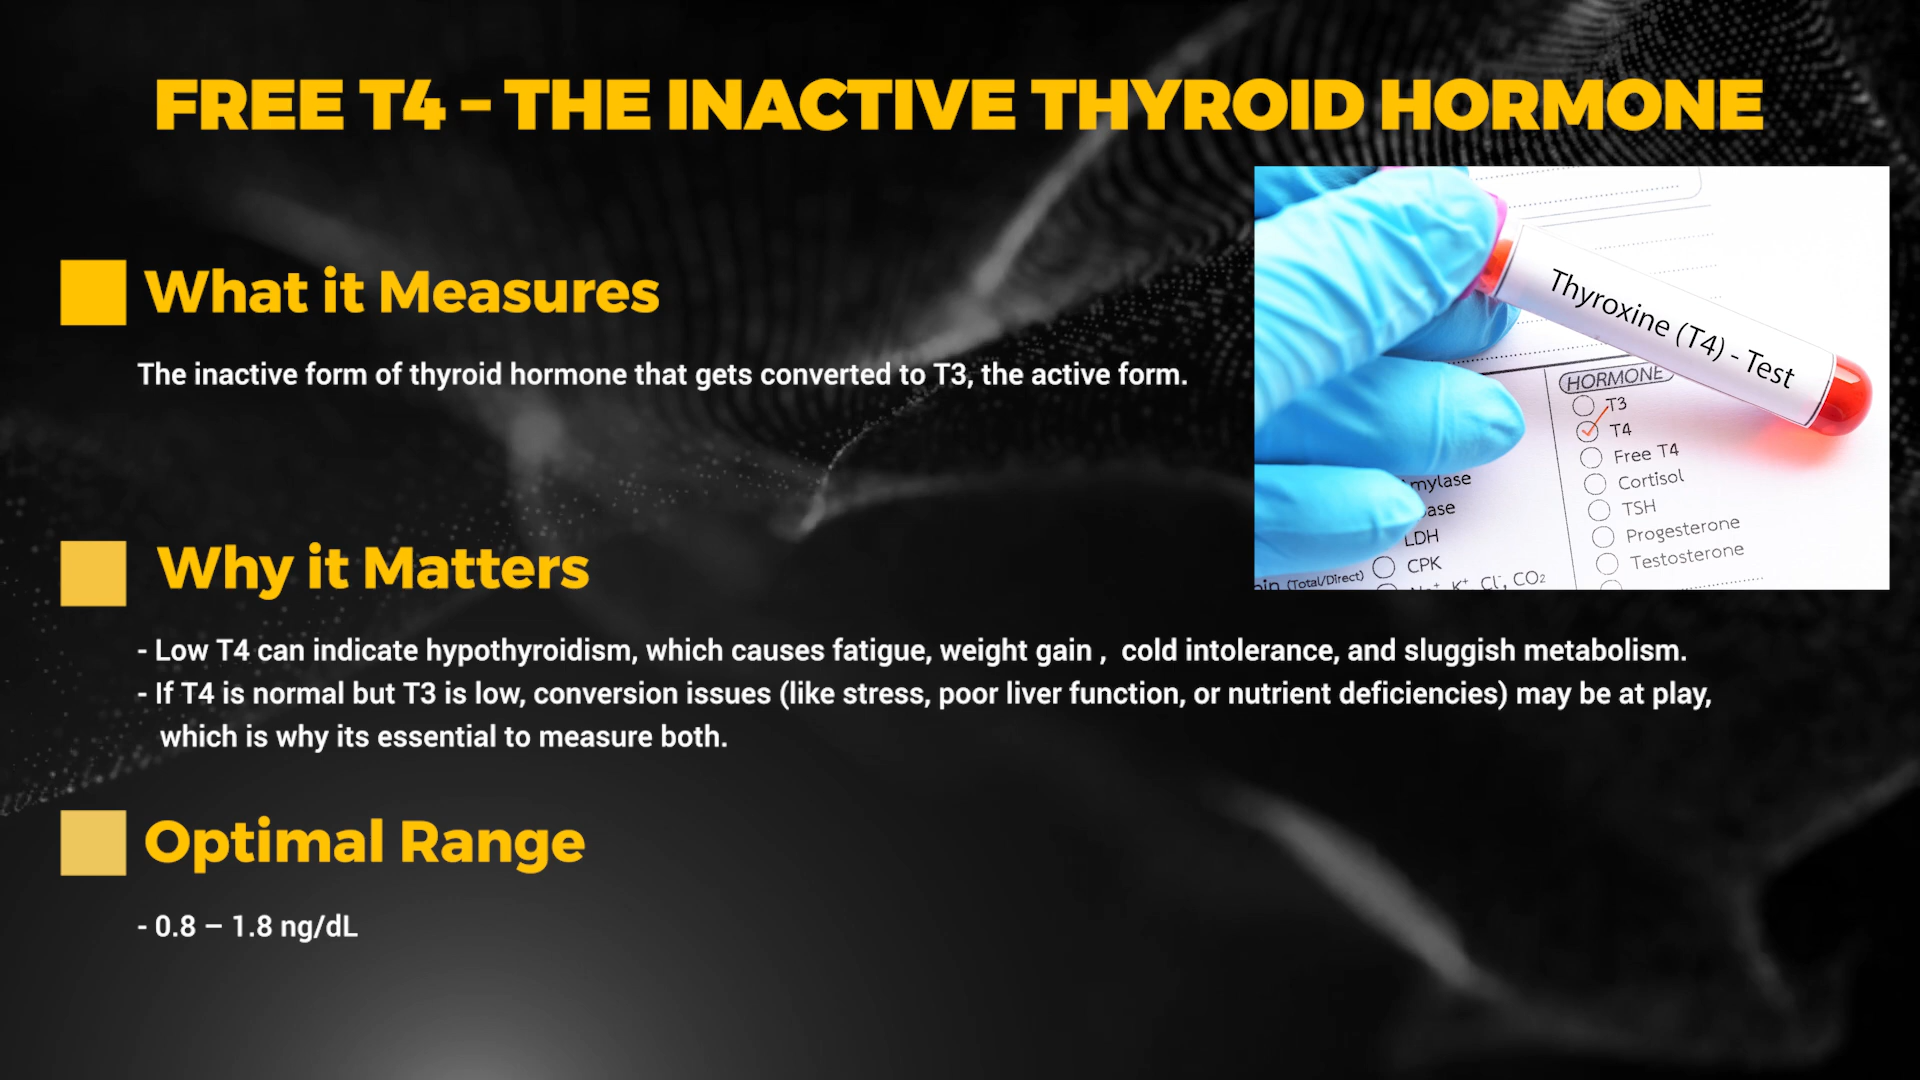 FREE T4 – THE INACTIVE THYROID HORMONE
What it Measures
The inactive form of thyroid hormone that gets converted to T3, the active form.
Thyroxine (T4) - Test
HORMONE
T3
T4
Free T4
Cortisol
TSH
Progesterone
Testosterone
LDH
CPK
(Total/Direct)
K⁺, Cl⁻, CO₂
Why it Matters
- Low T4 can indicate hypothyroidism, which causes fatigue, weight gain ,  cold intolerance, and sluggish metabolism.
- If T4 is normal but T3 is low, conversion issues (like stress, poor liver function, or nutrient deficiencies) may be at play,
which is why its essential to measure both.
Optimal Range
- 0.8 – 1.8 ng/dL